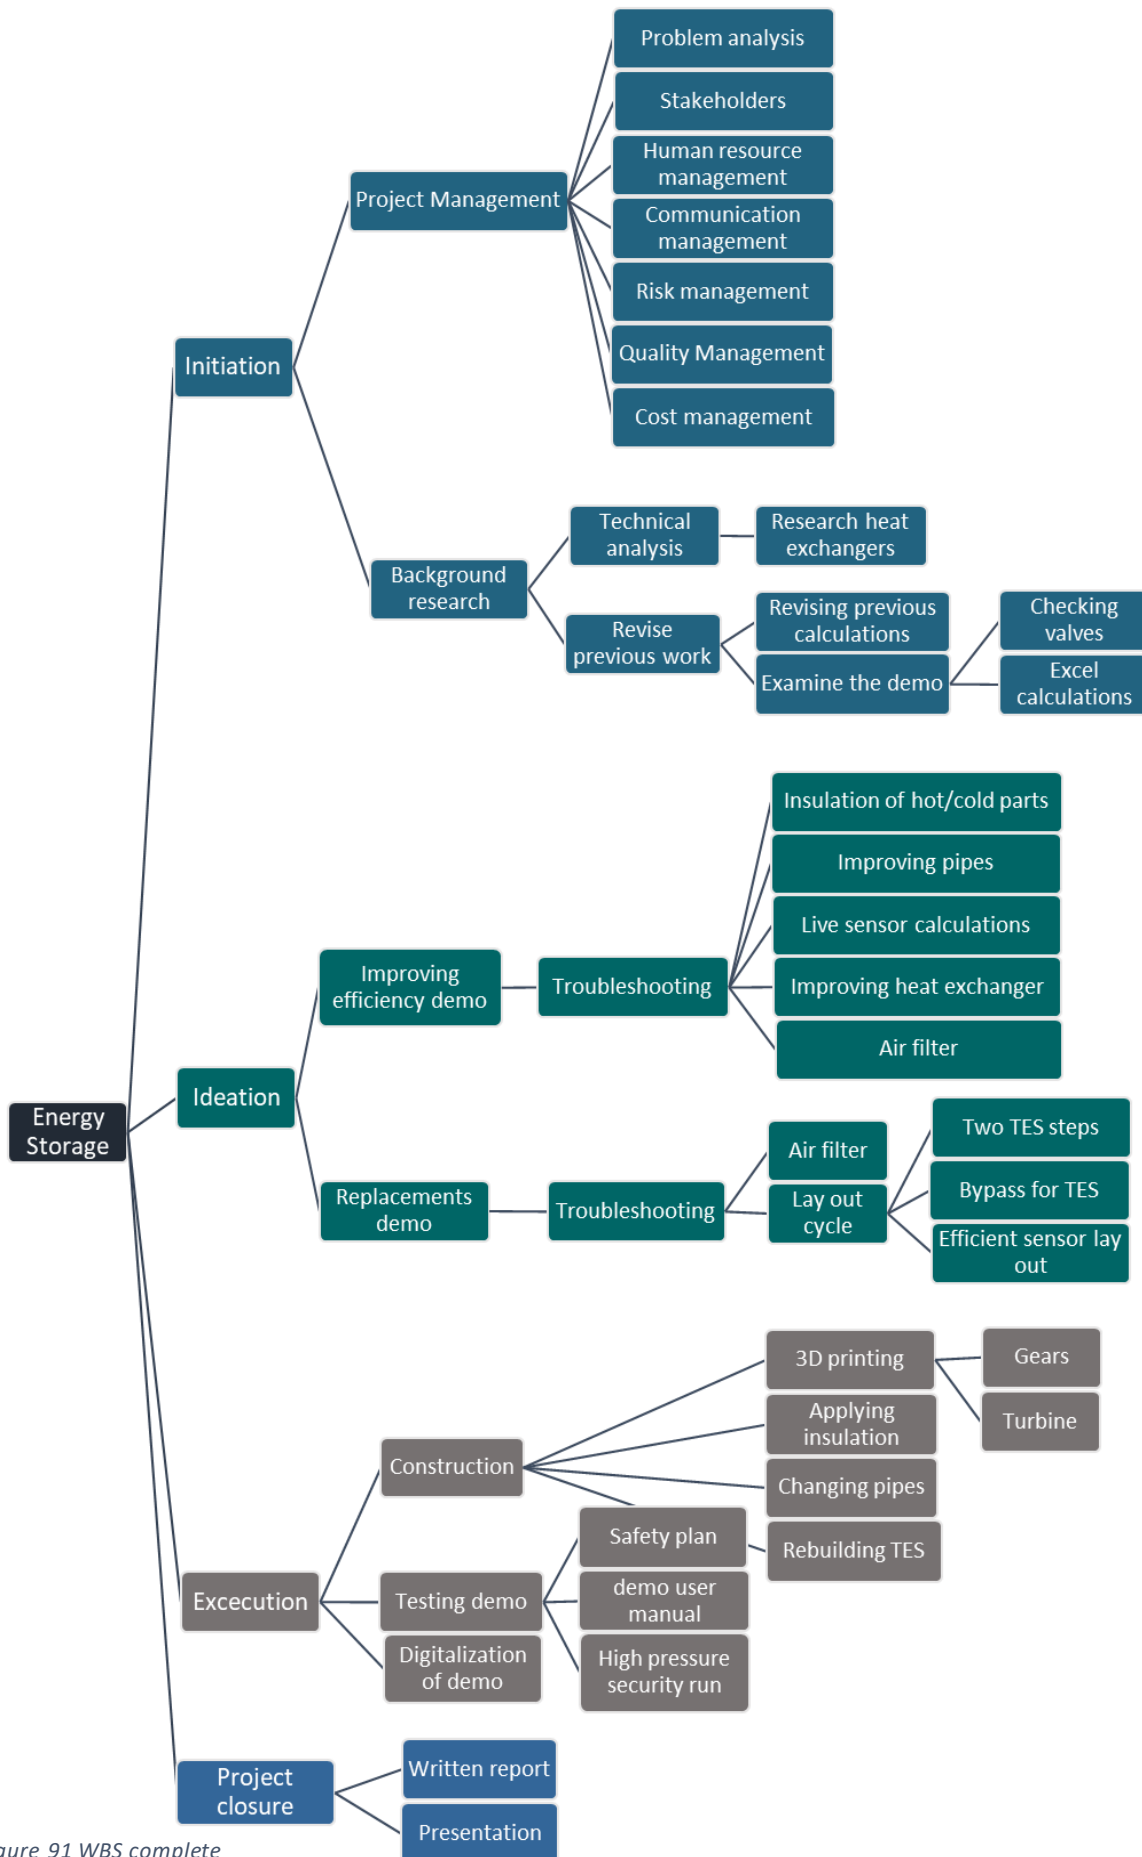 Problem analysis
Stakeholders
Human resource
management
Project Management
Communication
management
Risk management
Quality Management
Initiation
Cost management
Technical
analysis
Research heat
exchangers
Background
research
Revise
previous work
Revising previous
calculations
Checking
valves
Examine the demo
Excel
calculations
Insulation of hot/cold parts
Improving pipes
Live sensor calculations
Improving
efficiency demo
Troubleshooting
Improving heat exchanger
Air filter
Ideation
Energy
Storage
Replacements
demo
Troubleshooting
Air filter
Lay out
cycle
Two TES steps
Bypass for TES
Efficient sensor lay
out
3D printing
Gears
Turbine
Applying
insulation
Construction
Changing pipes
Rebuilding TES
Safety plan
Excecution
Testing demo
demo user
manual
Digitalization
of demo
High pressure
security run
Project
closure
Written report
Presentation
gure 91 WBS complete